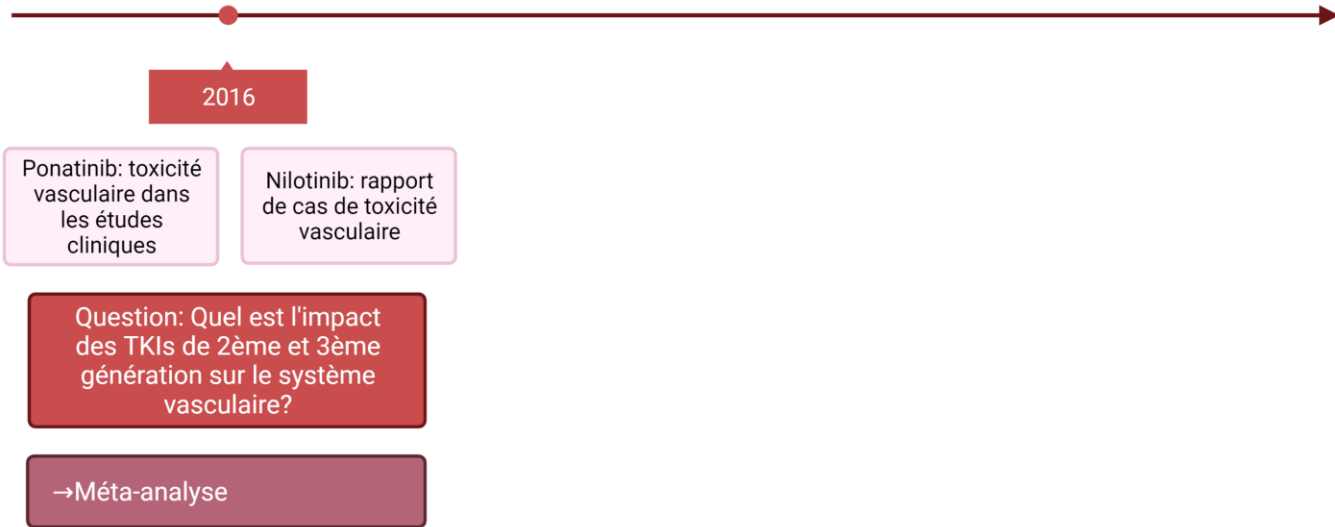 2016
Ponatinib: toxicité
vasculaire dans
les études
cliniques
Nilotinib: rapport
de cas de toxicité
vasculaire
Question: Quel est l'impact
des TKIs de 2ème et 3ème
génération sur le système
vasculaire?
→Méta-analyse